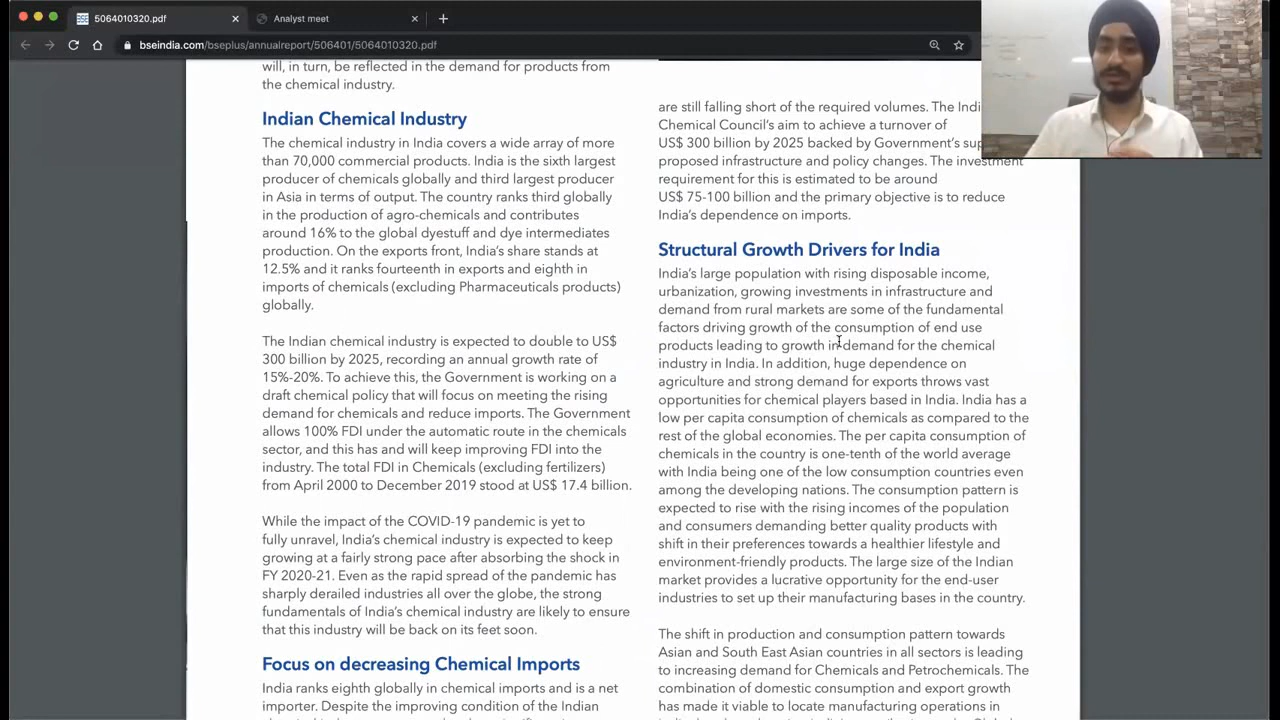 5064010320.pdf
Analyst meet
bseindia.com/bseplus/annualreport/506401/5064010320.pdf
will, in turn, be reflected in the demand for products from
the chemical industry.
Indian Chemical Industry
The chemical industry in India covers a wide array of more
than 70,000 commercial products. India is the sixth largest
producer of chemicals globally and third largest producer
in Asia in terms of output. The country ranks third globally
in the production of agro-chemicals and contributes
around 16% to the global dyestuff and dye intermediates
production. On the exports front, India's share stands at
12.5% and it ranks fourteenth in exports and eighth in
imports of chemicals (excluding Pharmaceuticals products)
globally.
The Indian chemical industry is expected to double to US$
300 billion by 2025, recording an annual growth rate of
15%-20%. To achieve this, the Government is working on a
draft chemical policy that will focus on meeting the rising
demand for chemicals and reduce imports. The Government
allows 100% FDI under the automatic route in the chemicals
sector, and this has and will keep improving FDI into the
industry. The total FDI in Chemicals (excluding fertilizers)
from April 2000 to December 2019 stood at US$ 17.4 billion.
While the impact of the COVID-19 pandemic is yet to
fully unravel, India's chemical industry is expected to keep
growing at a fairly strong pace after absorbing the shock in
FY 2020-21. Even as the rapid spread of the pandemic has
sharply derailed industries all over the globe, the strong
fundamentals of India's chemical industry are likely to ensure
that this industry will be back on its feet soon.
Focus on decreasing Chemical Imports
India ranks eighth globally in chemical imports and is a net
importer. Despite the improving condition of the Indian
are still falling short of the required volumes. The Indi
Chemical Council's aim to achieve a turnover of
US$ 300 billion by 2025 backed by Government's sup
proposed infrastructure and policy changes. The investment
requirement for this is estimated to be around
US$ 75-100 billion and the primary objective is to reduce
India's dependence on imports.
Structural Growth Drivers for India
India's large population with rising disposable income,
urbanization, growing investments in infrastructure and
demand from rural markets are some of the fundamental
factors driving growth of the consumption of end use
products leading to growth in demand for the chemical
industry in India. In addition, huge dependence on
agriculture and strong demand for exports throws vast
opportunities for chemical players based in India. India has a
low per capita consumption of chemicals as compared to the
rest of the global economies. The per capita consumption of
chemicals in the country is one-tenth of the world average
with India being one of the low consumption countries even
among the developing nations. The consumption pattern is
expected to rise with the rising incomes of the population
and consumers demanding better quality products with
shift in their preferences towards a healthier lifestyle and
environment-friendly products. The large size of the Indian
market provides a lucrative opportunity for the end-user
industries to set up their manufacturing bases in the country.
The shift in production and consumption pattern towards
Asian and South East Asian countries in all sectors is leading
to increasing demand for Chemicals and Petrochemicals. The
combination of domestic consumption and export growth
has made it viable to locate manufacturing operations in